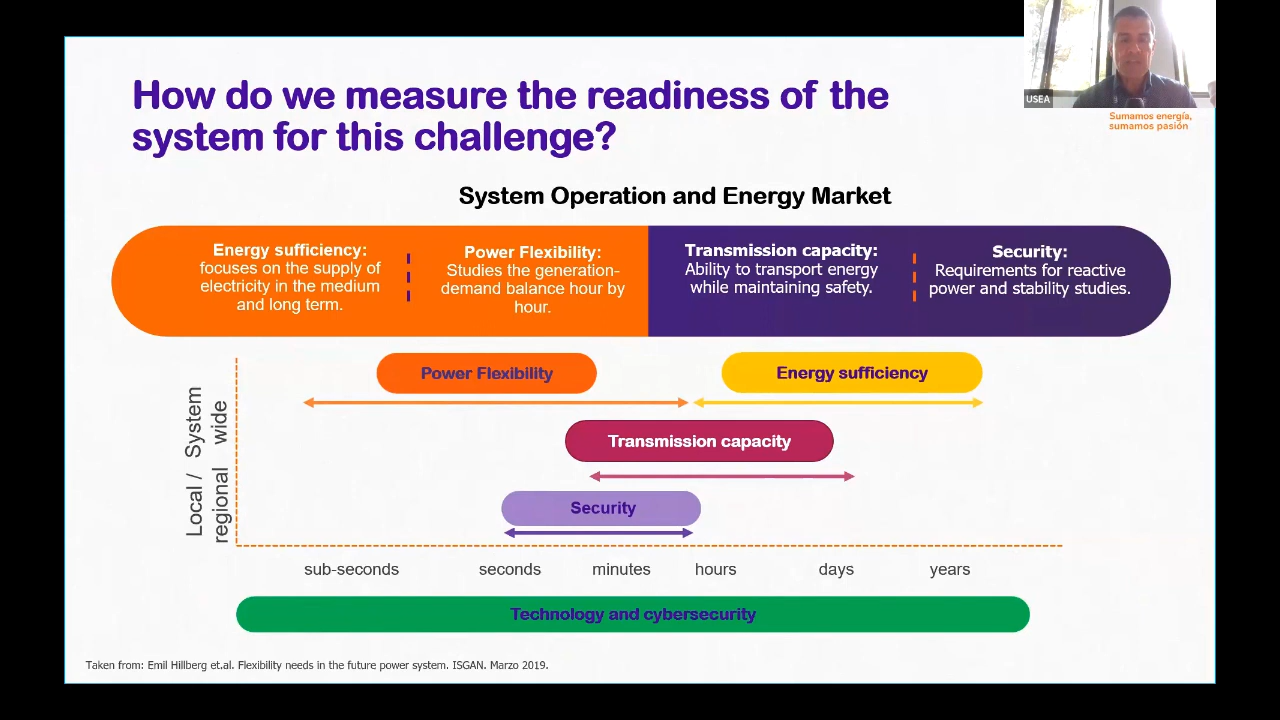 How do we measure the readiness of the
system for this challenge?
USEA
Sumamos energía,
sumamos pasión
System Operation and Energy Market
Energy sufficiency:
focuses on the supply of
electricity in the medium
and long term.
Power Flexibility:
Studies the generation-
demand balance hour by
hour.
Transmission capacity:
Ability to transport energy
while maintaining safety.
Security:
Requirements for reactive
power and stability studies.
Local / System
regional wide
Power Flexibility
Energy sufficiency
Transmission capacity
Security
sub-seconds seconds minutes hours days years
Technology and cybersecurity
Taken from: Emil Hillberg et.al. Flexibility needs in the future power system. ISGAN. Marzo 2019.